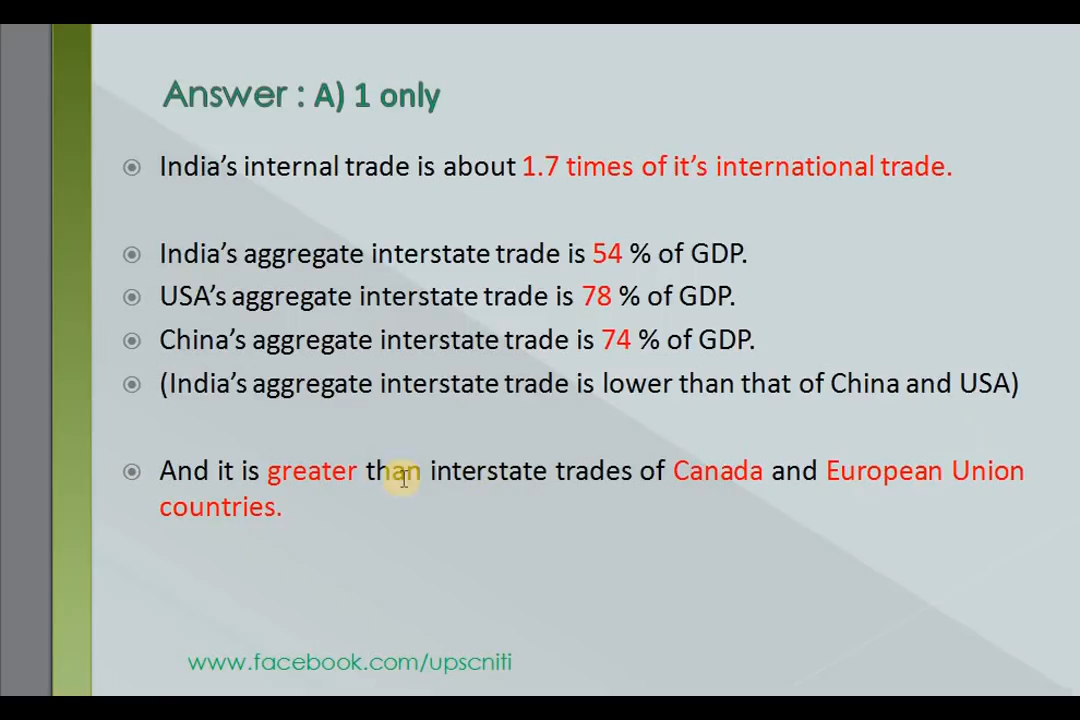 Answer : A) 1 only
India’s internal trade is about 1.7 times of it’s international trade.
India’s aggregate interstate trade is 54 % of GDP.
USA’s aggregate interstate trade is 78 % of GDP.
China’s aggregate interstate trade is 74 % of GDP.
(India’s aggregate interstate trade is lower than that of China and USA)
And it is greater than interstate trades of Canada and European Union
countries.
www.facebook.com/upscniti